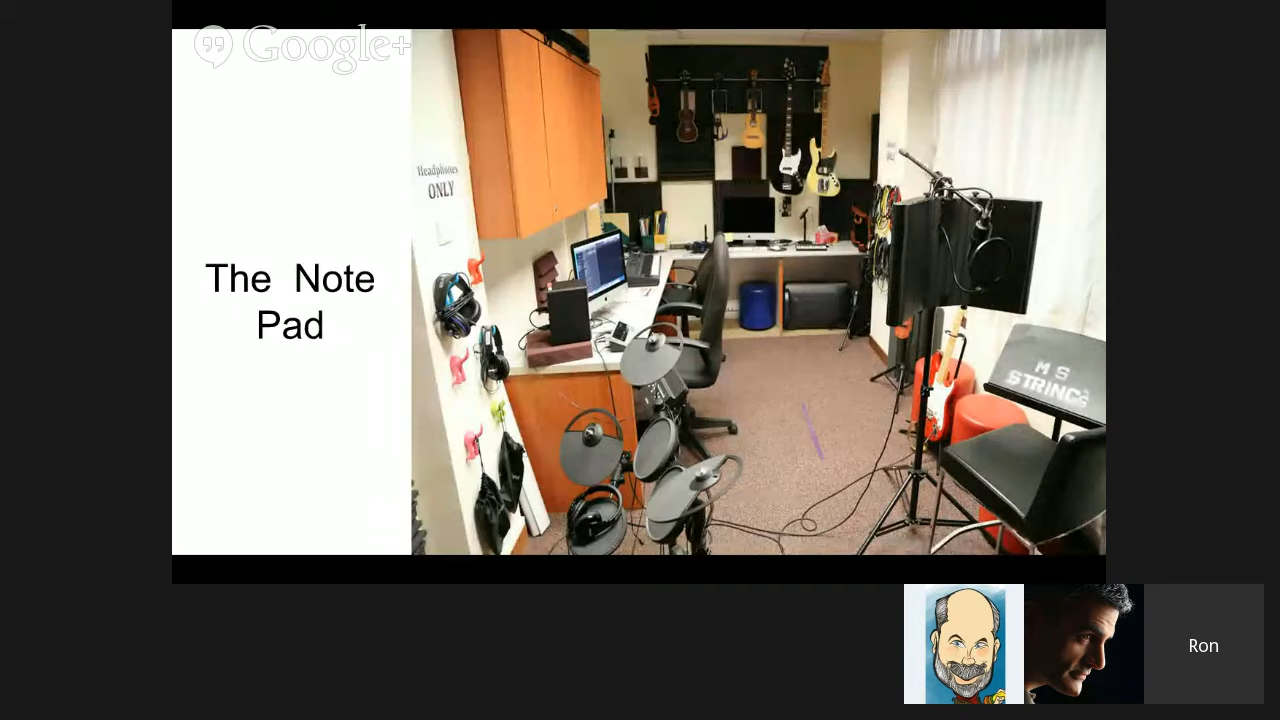 Google+
Headphones
ONLY
The Note
Pad
M S
STRINGS
Ron